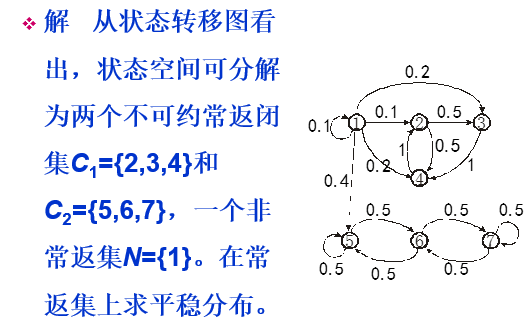 ❖ 解 从状态转移图看
出，状态空间可分解
为两个不可约常返闭
集C₁={2,3,4}和
C₂={5,6,7}，一个非
常返集N={1}。在常
返集上求平稳分布。
0.2
0.1 0.1 0.5
1 2 3
0.2 1 0.5 1
4
0.4
0.5 0.5 0.5
5 6 7
0.5 0.5 0.5